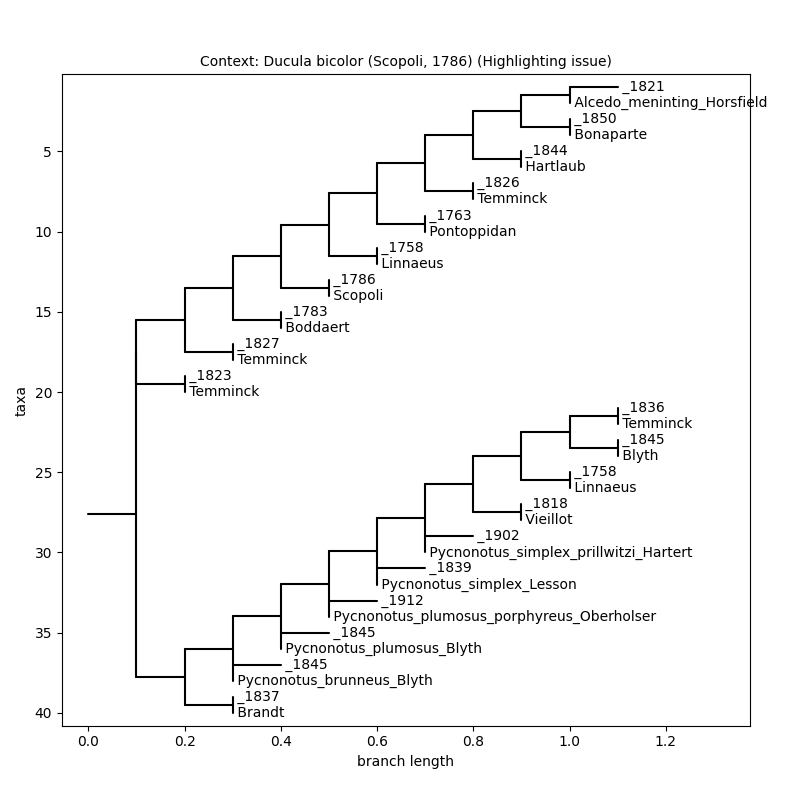 Context: Ducula bicolor (Scopoli, 1786) (Highlighting issue)
_1821
Alcedo_meninting_Horsfield
_1850
Bonaparte
_1844
Hartlaub
_1826
Temminck
_1763
Pontoppidan
_1758
Linnaeus
_1786
Scopoli
_1783
Boddaert
_1827
Temminck
_1823
Temminck
_1836
Temminck
_1845
Blyth
_1758
Linnaeus
_1818
Vieillot
_1902
Pycnonotus_simplex_prillwitzi_Hartert
_1839
Pycnonotus_simplex_Lesson
_1912
Pycnonotus_plumosus_porphyreus_Oberholser
_1845
Pycnonotus_plumosus_Blyth
_1845
Pycnonotus_brunneus_Blyth
_1837
Brandt
5
10
15
20
25
30
35
40
taxa
0.0 0.2 0.4 0.6 0.8 1.0 1.2
branch length